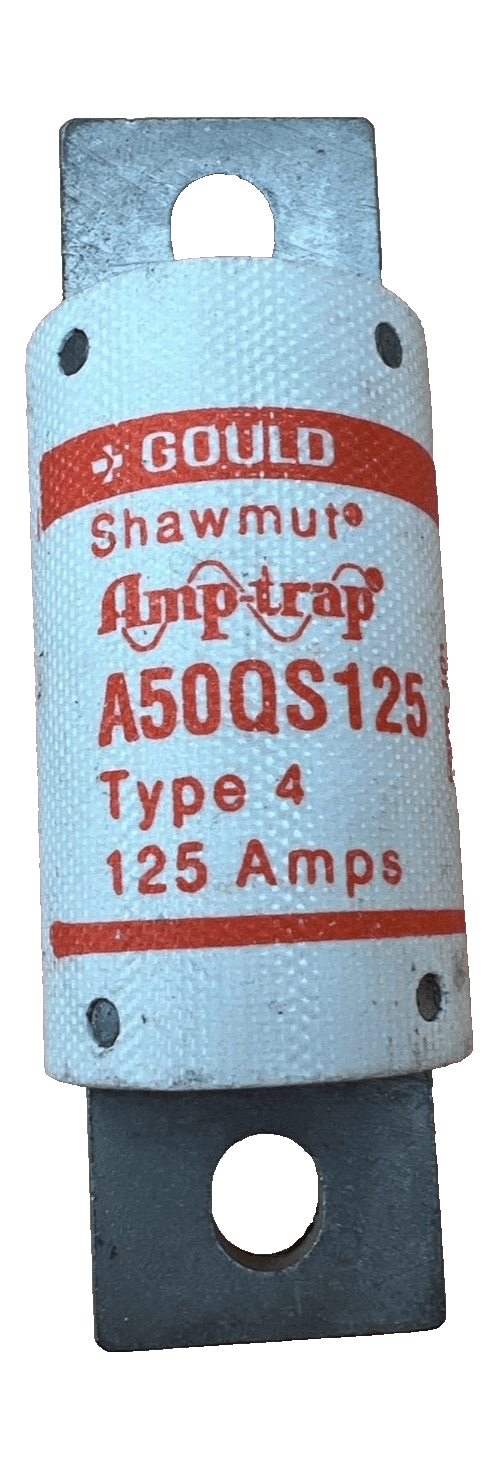 GOULD
Shawmut®
Amp-trap®
A50QS125
Type 4
125 Amps